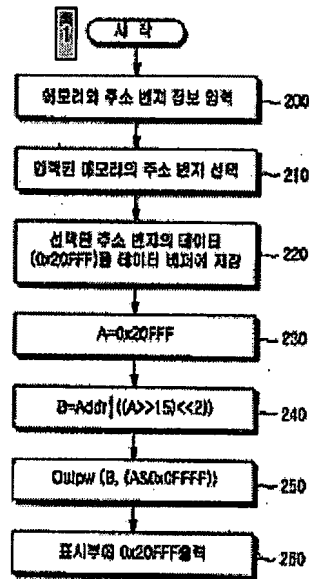 표 1
시 작
메모리와 주소 번지 정보 입력
200
입력된 메모리의 주소 번지 선택
210
선택된 주소 번지의 데이터
(0x20FFF)를 데이터 버퍼에 저장
220
A=0x20FFF
230
B=Addr|((A>>15)<<2))
240
Outpw (B, (A&0x0FFFF))
250
표시부에 0x20FFF출력
260